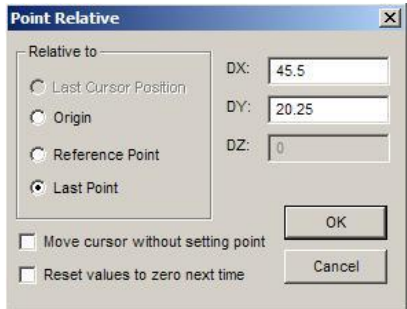 Point Relative
Relative to
Last Cursor Position
Origin
Reference Point
Last Point
DX: 45.5
DY: 20.25
DZ: 0
Move cursor without setting point
Reset values to zero next time
OK
Cancel